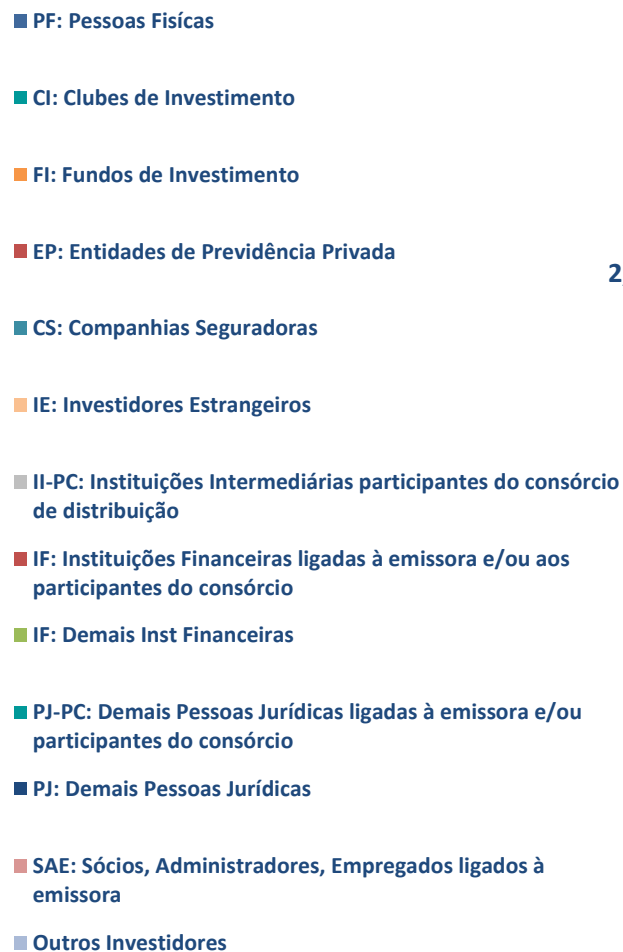 PF: Pessoas Fisícas
CI: Clubes de Investimento
FI: Fundos de Investimento
EP: Entidades de Previdência Privada
2
CS: Companhias Seguradoras
IE: Investidores Estrangeiros
II-PC: Instituições Intermediárias participantes do consórcio
de distribuição
IF: Instituições Financeiras ligadas à emissora e/ou aos
participantes do consórcio
IF: Demais Inst Financeiras
PJ-PC: Demais Pessoas Jurídicas ligadas à emissora e/ou
participantes do consórcio
PJ: Demais Pessoas Jurídicas
SAE: Sócios, Administradores, Empregados ligados à
emissora
Outros Investidores